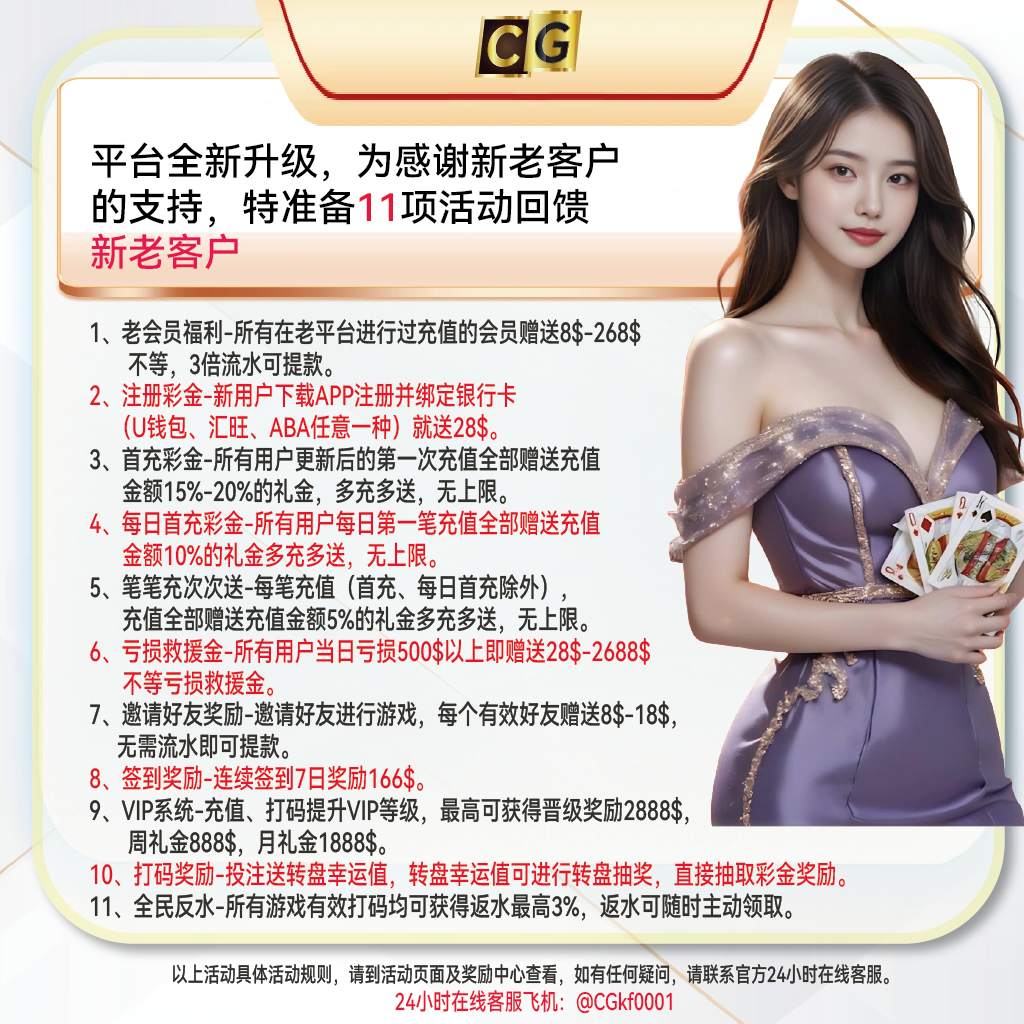 CG
平台全新升级，为感谢新老客户
的支持，特准备11项活动回馈
新老客户
1、老会员福利-所有在老平台进行过充值的会员赠送8$-268$
不等，3倍流水可提款。
2、注册彩金-新用户下载APP注册并绑定银行卡
（U钱包、汇旺、ABA任意一种）就送28$。
3、首充彩金-所有用户更新后的第一次充值全部赠送充值
金额15%-20%的礼金，多充多送，无上限。
4、每日首充彩金-所有用户每日第一笔充值全部赠送充值
金额10%的礼金多充多送，无上限。
5、笔笔充次次送-每笔充值（首充、每日首充除外），
充值全部赠送充值金额5%的礼金多充多送，无上限。
6、亏损救援金-所有用户当日亏损500$以上即赠送28$-2688$
不等亏损救援金。
7、邀请好友奖励-邀请好友进行游戏，每个有效好友赠送8$-18$，
无需流水即可提款。
8、签到奖励-连续签到7日奖励166$。
9、VIP系统-充值、打码提升VIP等级，最高可获得晋级奖励2888$，
周礼金888$，月礼金1888$。
10、打码奖励-投注送转盘幸运值，转盘幸运值可进行转盘抽奖，直接抽取彩金奖励。
11、全民反水-所有游戏有效打码均可获得返水最高3%，返水可随时主动领取。
以上活动具体活动规则，请到活动页面及奖励中心查看，如有任何疑问，请联系官方24小时在线客服。
24小时在线客服飞机：@CGkf0001